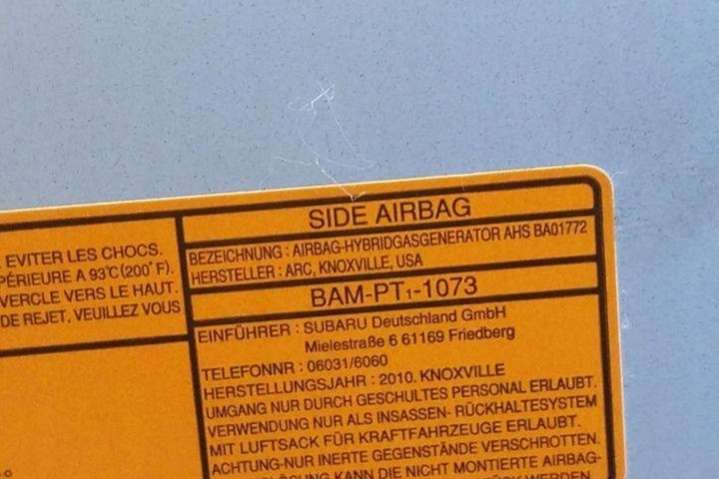 EVITER LES CHOCS.
PÉRIEURE A 93℃(200°F).
VERCLE VERS LE HAUT.
DE REJET, VEUILLEZ VOUS
SIDE AIRBAG
BEZEICHNUNG : AIRBAG-HYBRIDGASGENERATOR AHS BA01772
HERSTELLER : ARC, KNOXVILLE, USA
BAM-PT₁-1073
EINFÜHRER : SUBARU Deutschland GmbH
Mielestraße 6 61169 Friedberg
TELEFONNR : 06031/6060
HERSTELLUNGSJAHR : 2010. KNOXVILLE
UMGANG NUR DURCH GESCHULTES PERSONAL ERLAUBT.
VERWENDUNG NUR ALS INSASSEN- RÜCKHALTESYSTEM
MIT LUFTSACK FÜR KRAFTFAHRZEUGE ERLAUBT.
ACHTUNG-NUR INERTE GEGENSTÄNDE VERSCHROTTEN.
LÖSUNG KANN DIE NICHT MONTIERTE AIRBAG-
WERDEN